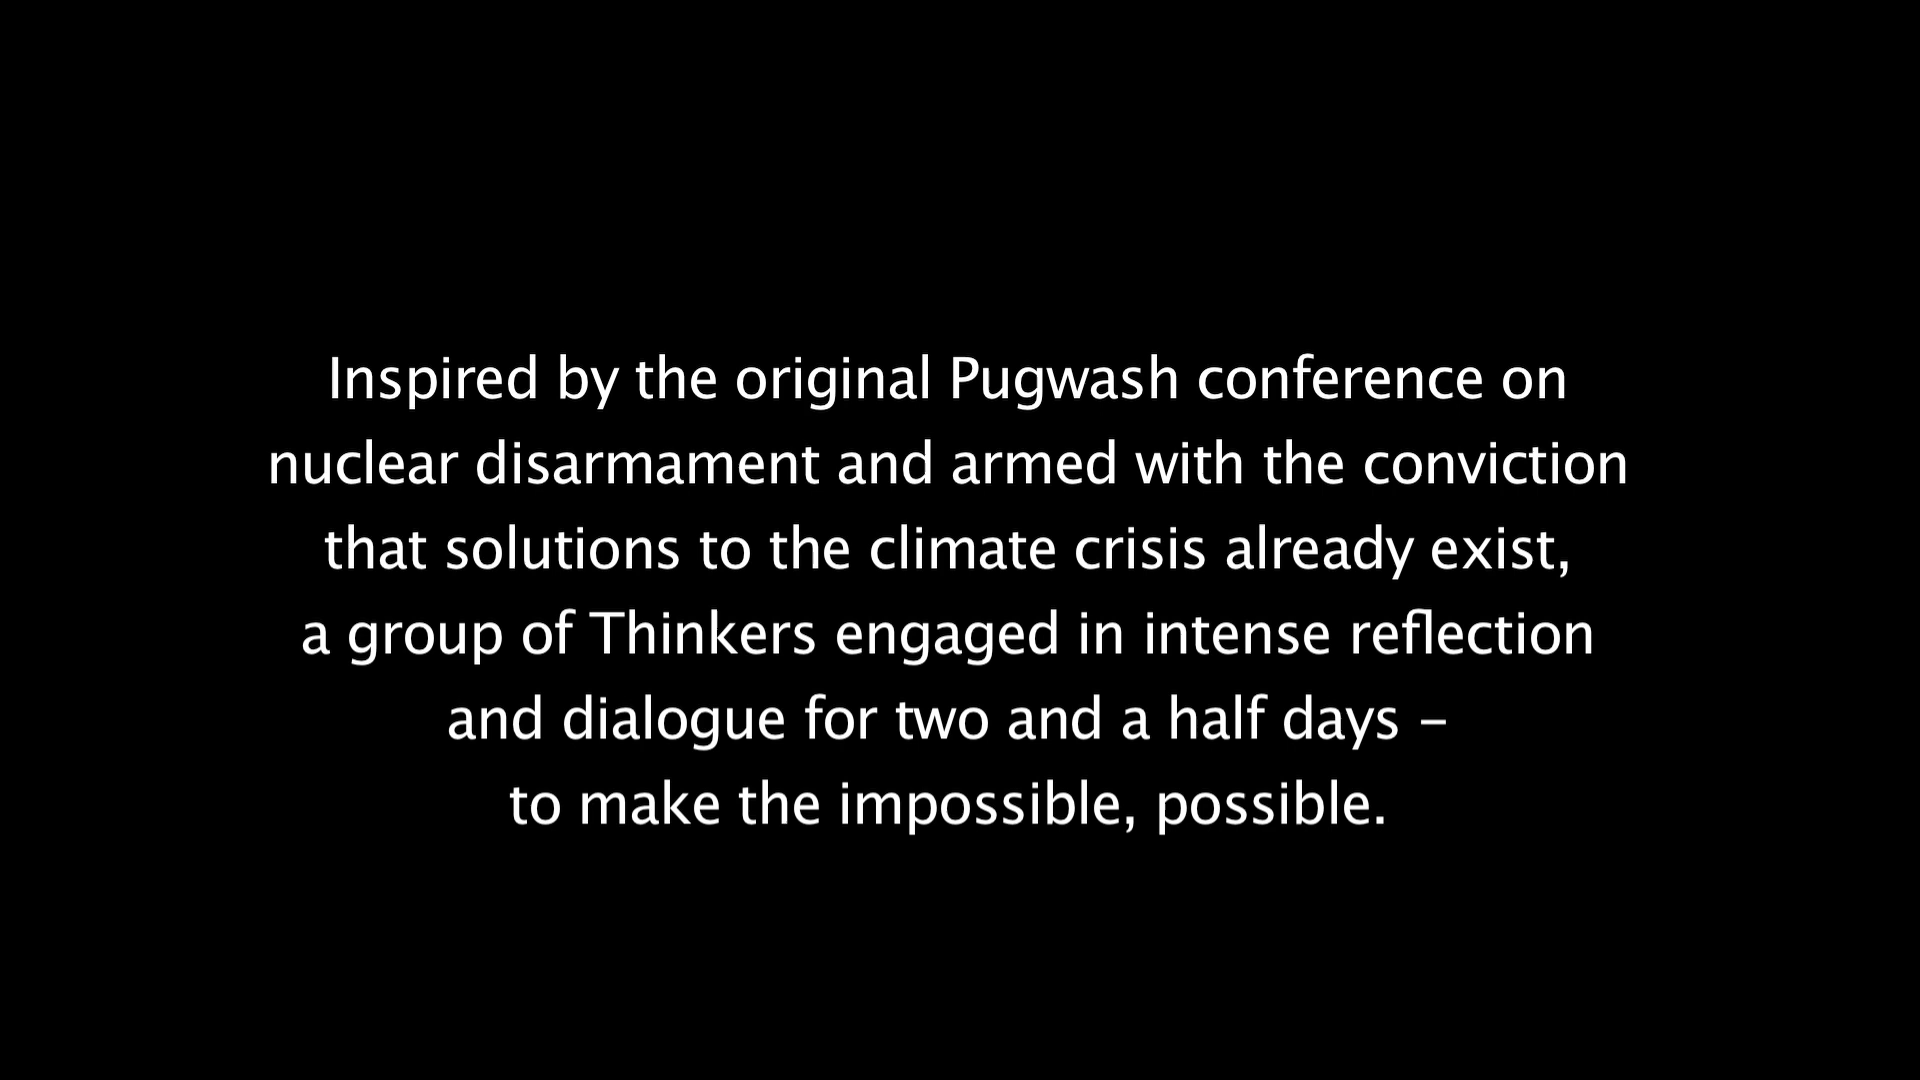 Inspired by the original Pugwash conference on
nuclear disarmament and armed with the conviction
that solutions to the climate crisis already exist,
a group of Thinkers engaged in intense reflection
and dialogue for two and a half days –
to make the impossible, possible.